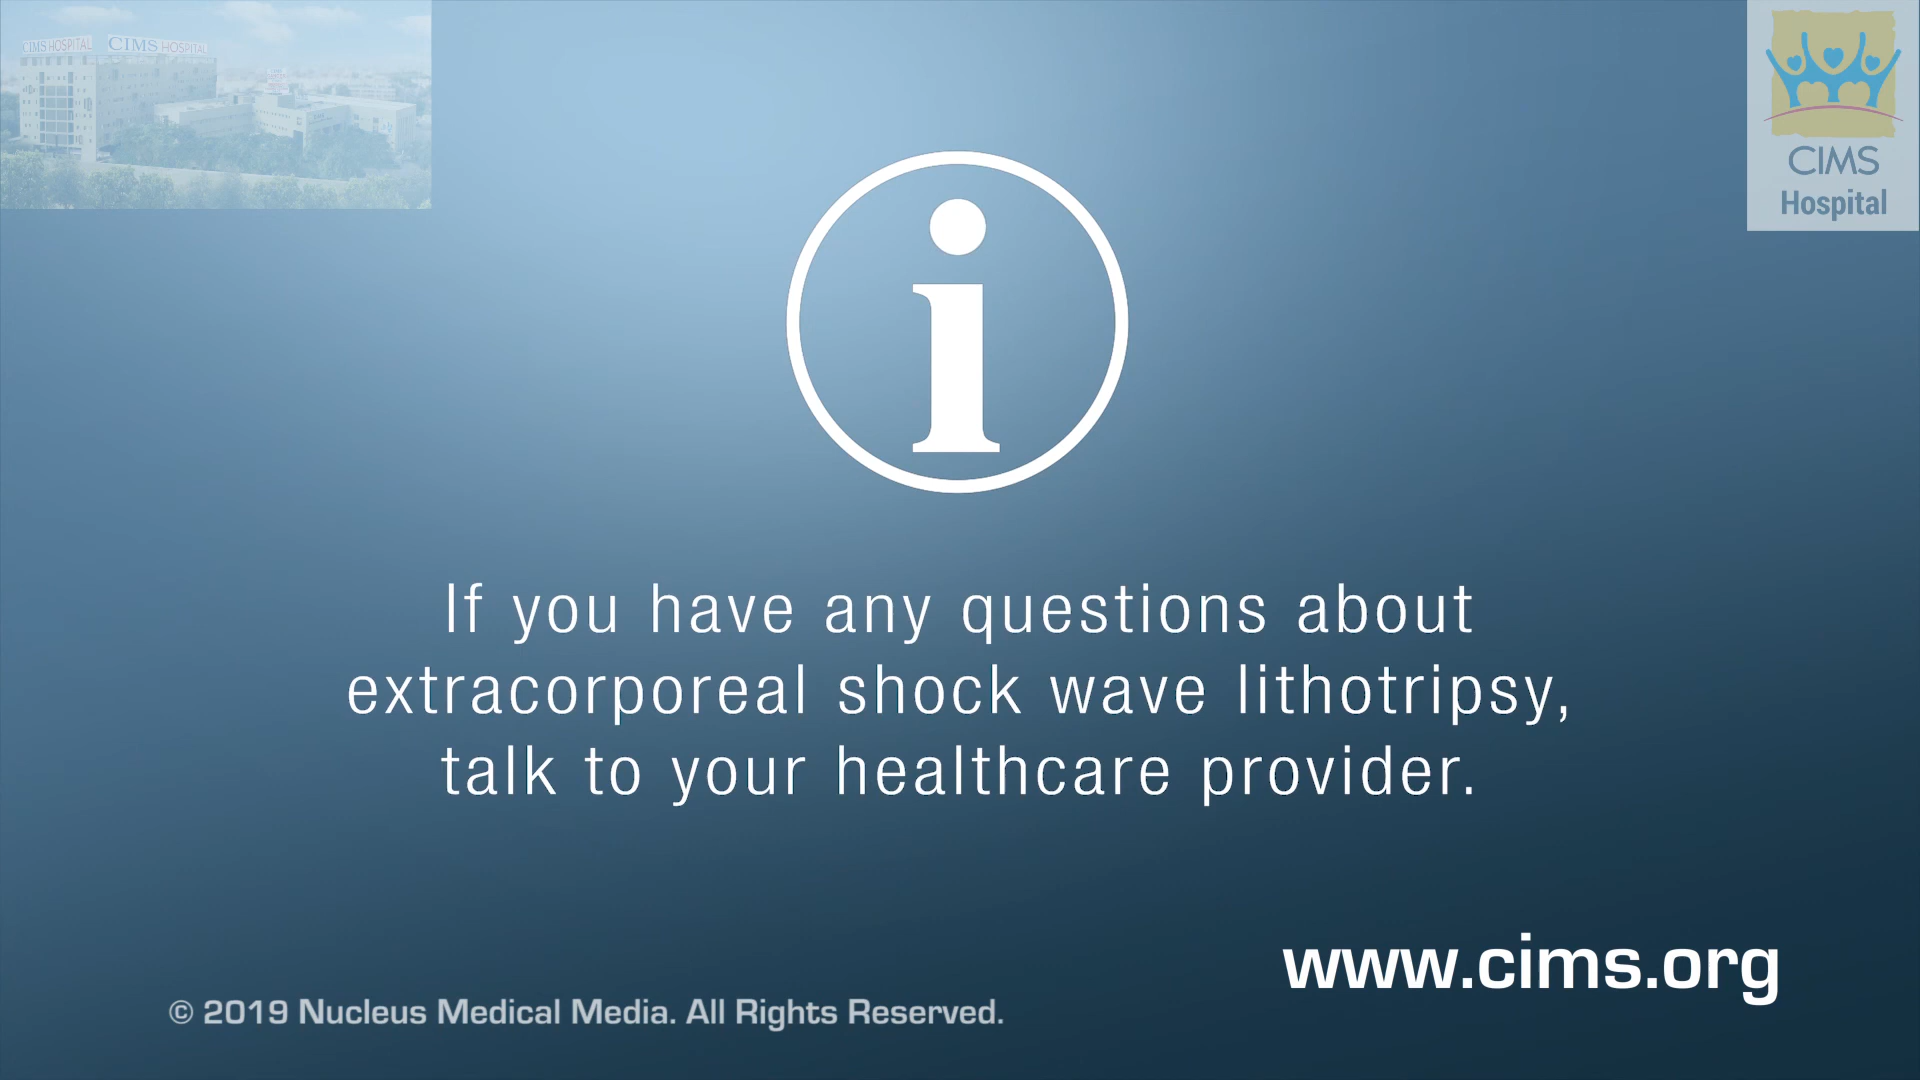 CIMS HOSPITAL CIMS HOSPITAL
CIMS
Hospital
i
If you have any questions about
extracorporeal shock wave lithotripsy,
talk to your healthcare provider.
www.cims.org
© 2019 Nucleus Medical Media. All Rights Reserved.